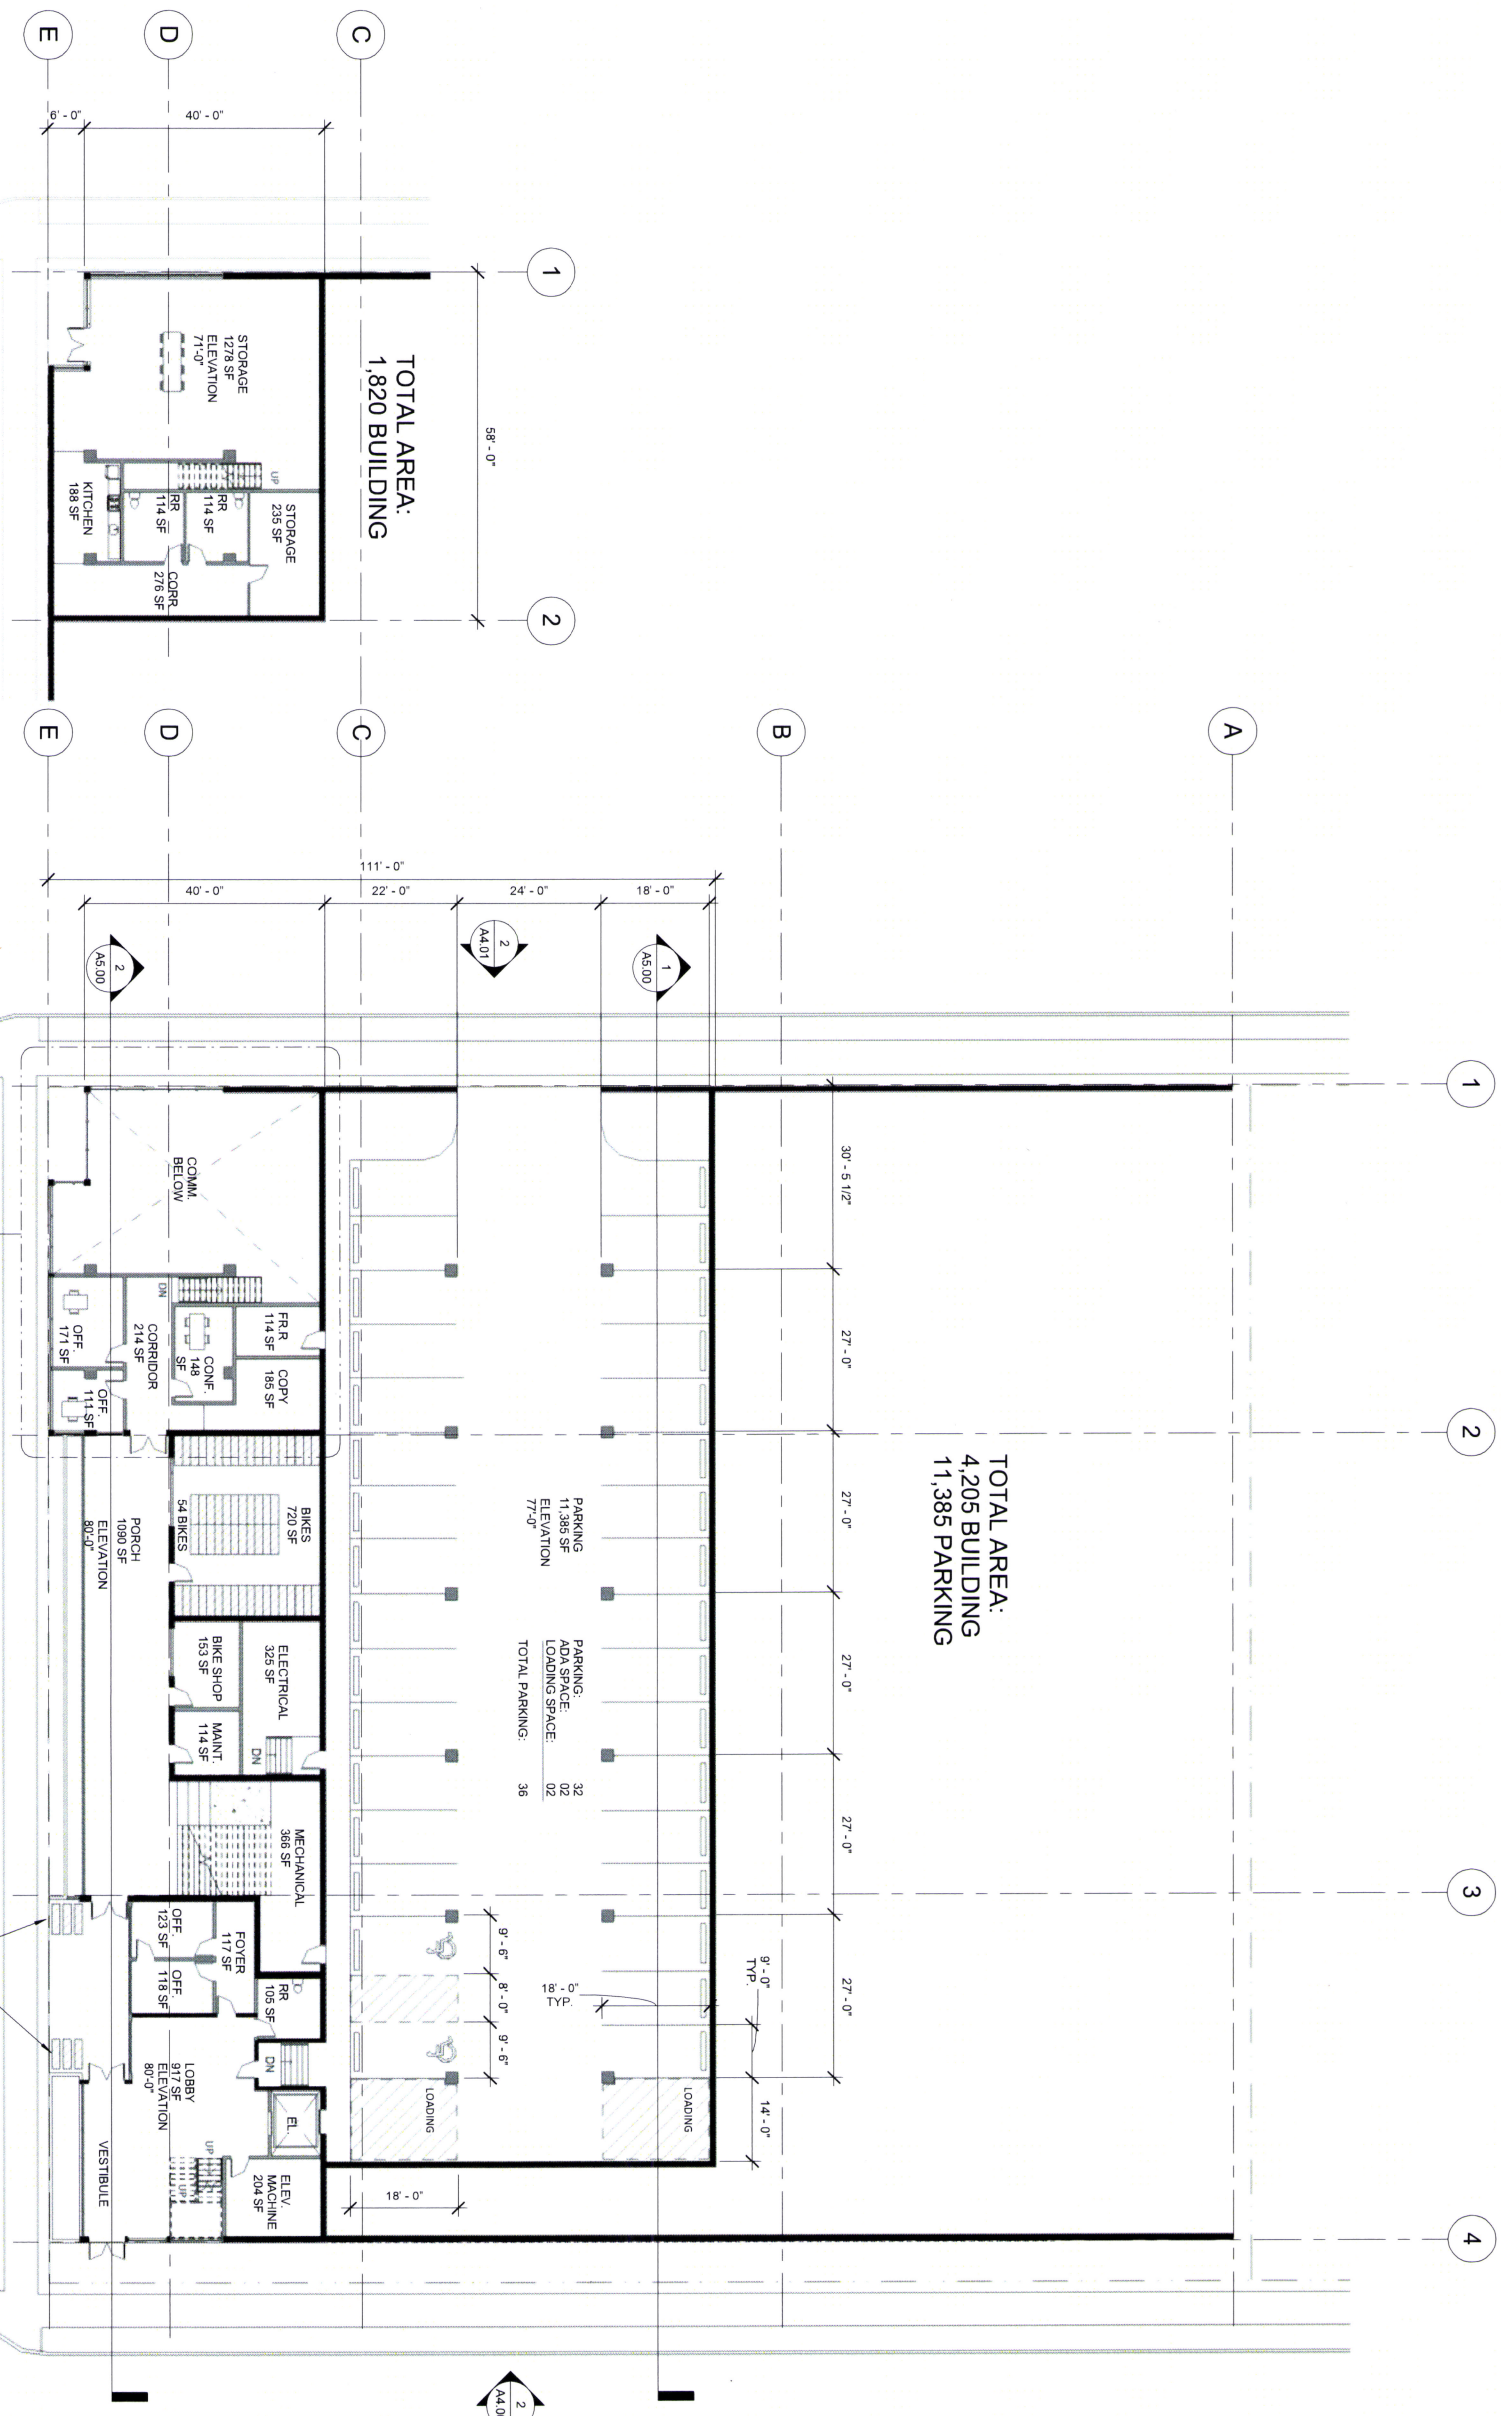 E
D
C
6' - 0"
40' - 0"
1
2
58' - 0"
TOTAL AREA:
1,820 BUILDING
STORAGE
1278 SF
ELEVATION
71'-0"
UP
STORAGE
235 SF
RR
114 SF
RR
114 SF
KITCHEN
188 SF
CORR
276 SF
E
D
C
B
A
111' - 0"
40' - 0"
22' - 0"
24' - 0"
18' - 0"
2
A5.00
2
A4.01
1
A5.00
1
2
3
4
30' - 5 1/2"
27' - 0"
27' - 0"
27' - 0"
27' - 0"
27' - 0"
TOTAL AREA:
4,205 BUILDING
11,385 PARKING
PARKING
11,385 SF
ELEVATION
77'-0"
PARKING: 32
ADA SPACE: 02
LOADING SPACE: 02
TOTAL PARKING: 36
9' - 6"
8' - 0"
9' - 6"
18' - 0"
TYP.
9' - 0"
TYP.
14' - 0"
LOADING
LOADING
18' - 0"
COMM.
BELOW
DN
FR.R
114 SF
COPY
185 SF
CONF.
148
SF
CORRIDOR
214 SF
OFF.
171 SF
OFF.
111 SF
BIKES
720 SF
54 BIKES
PORCH
1090 SF
ELEVATION
80'-0"
ELECTRICAL
325 SF
BIKE SHOP
153 SF
MAINT.
114 SF
DN
MECHANICAL
366 SF
OFF.
123 SF
FOYER
117 SF
OFF.
118 SF
RR
105 SF
DN
LOBBY
917 SF
ELEVATION
80'-0"
EL.
UP
UP
ELEV.
MACHINE
204 SF
VESTIBULE
2